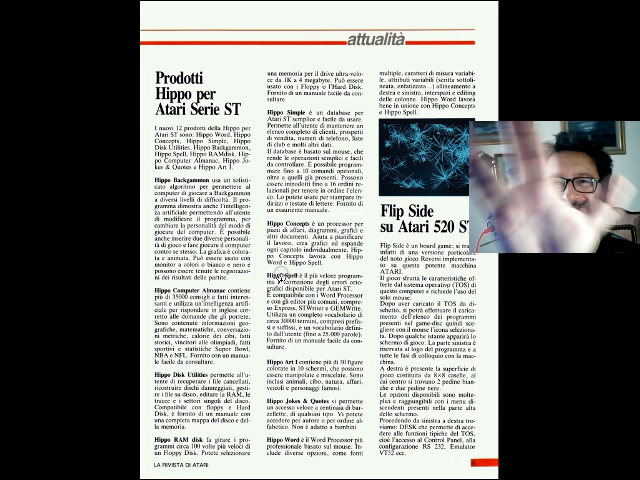 attualità
Prodotti
Hippo per
Atari Serie ST
I nuovi 12 prodotti della Hippo per
Atari ST sono: Hippo Word, Hippo
Concepts, Hippo Simple, Hippo
Disk Utilities, Hippo Backgammon,
Hippo Spell, Hippo RAMdisk, Hip-
po Computer Almanac, Hippo Jo-
kes & Quotes e Hippo Art I.
Hippo Backgammon usa un sofisti-
cato algoritmo per permettere al
computer di giocare a Backgammon
a diversi livelli di difficoltà. Il pro-
gramma dimostra anche l'intellige-
nza artificiale permettendo all'utente
di modificare il programma, per
cambiare la personalità del modo di
giocare del computer. È possibile
anche inserire due diverse personali-
tà di gioco e fare giocare il computer
contro se stesso. La grafica è colora-
ta e animata. Può essere usato con
monitor a colori o bianco e nero e
possono essere tenute le registrazio-
ni dei risultati delle partite.
Hippo Computer Almanac contiene
più di 35000 consigli e fatti interes-
santi e utilizza un'intelligenza artifi-
ciale per rispondere in inglese cor-
retto alle domande che gli potete.
Sono contenute informazioni geo-
grafiche, matematiche, conversazio-
ni metriche, calorie dei cibi, fatti
storici, vincitori alle olimpiadi, fatti
sportivi e statistiche Super Bowl,
NBA e NFL. Fornito con un manua-
le facile da consultare.
Hippo Disk Utilities permette all'u-
tente di recuperare i file cancellati,
ricostruire dischi danneggiati, gesti-
re i file su disco, editare la RAM, le
tracce e i settori singoli del disco.
Compatibile con floppy e Hard
Disk, è fornito di un manuale con
una completa mappa del disco e del-
la memoria.
Hippo RAM disk fa girare i pro-
grammi circa 100 volte più veloci di
un Floppy Disk. Potete selezionare
una memoria per il drive ultra-velo-
ce da 1K a 4 megabyte. Può essere
usato con i Floppy o l'Hard Disk.
Fornito di un manuale facile da con-
sultare.
Hippo Simple è un database per
Atari ST semplice e facile da usare.
Permette all'utente di mantenere un
elenco completo di clienti, prospetti
di vendita, numeri di telefono, liste
di club e molti altri dati.
Il database è basato sul mouse, che
rende le operazioni semplici e facili
da controllare. È possibile program-
mare fino a 10 comandi opzionali,
oltre a quelli già presenti. Possono
essere introdotti fino a 16 ordini re-
lazionali per tenere in ordine l'elen-
co. La potete usare per stampare in-
dirizzi o testate di lettere. Fornito di
un esauriente manuale.
Hippo Concepts è un processor per
piani di affari, diagrammi, grafici e
altri documenti. Aiuta a pianificar
il lavoro, crea grafici ed espande
ogni capitolo individualmente. Hip-
po Concepts lavora con Hippo
Word e Hippo Spell.
Hippo Spell è il più veloce program-
ma x correzione degli errori orto-
grafici disponibile per Atari ST.
È compatibile con l Word Processor
e con gli editor più comuni, compre-
so Express, STWriter e GEMWrite.
Utilizza un completo vocabolario di
circa 30000 termini, compresi prefis-
si e suffissi, e un vocabolario defini-
to dall'utente (fino a 25.000 parole).
Fornito di un manuale facile da con-
sultare.
Hippo Art I contiene più di 30 figure
colorate in 10 schermi, che possono
essere manipolate e miscelate. Sono
inclusi animali, cibo, natura, affari,
veicoli e personaggi famosi.
Hippo Jokes & Quotes vi permette
un accesso veloce a centinaia di bar-
zellette, di qualsiasi tipo. Vi potete
accedere per autore o per ordine al-
fabetico. Non è adatto a bambini.
Hippo Word è il Word Processor più
professionale basato sul mouse. In-
clude diverse opzioni, come fonti
multiple, caratteri di misura variabi-
le, attributi variabili (scritta sottoli-
neata, enfatizzata...) allineamento a
destra e sinistra, interspazi e editing
delle colonne. Hippo Word lavora
bene in unione con Hippo Concepts
e Hippo Spell.
Flip Side
su Atari 520 ST
Flip Side è un board game; si tra
infatti di una versione particolare
del noto gioco Reversi implementa-
to su questa potente macchina
ATARI.
Il gioco sfrutta le caratteristiche of-
ferte dal sistema operativo (TOS) di
questo computer e richiede l'uso del
solo mouse.
Dopo aver caricato il TOS da di-
schetto, si potrà effettuare il carica-
mento dell'elenco dei programmi
presenti nel game-disc quindi sce-
gliere con il mouse l'icona seleziona-
ta. Dopo qualche istante apparirà lo
schermo di gioco. La parte sinistra è
riservata al logo del programma e a
tutte le fasi di colloquio con la mac-
china.
A destra è presente la superficie di
gioco costituita da 8×8 caselle, al
cui centro si trovano 2 pedine bian-
che e due pedine nere.
Le opzioni disponibili sono molte-
plici e raggiungibili con i menu di-
scendenti presenti nella parte alta
dello schermo.
Procedendo da sinistra a destra tro-
viamo: DESK che permette di acce-
dere alle funzioni tipiche del TOS,
cioè l'accesso al Control Panel, alla
configurazione RS 232, Emulator
VT52 ecc.
LA RIVISTA DI ATARI